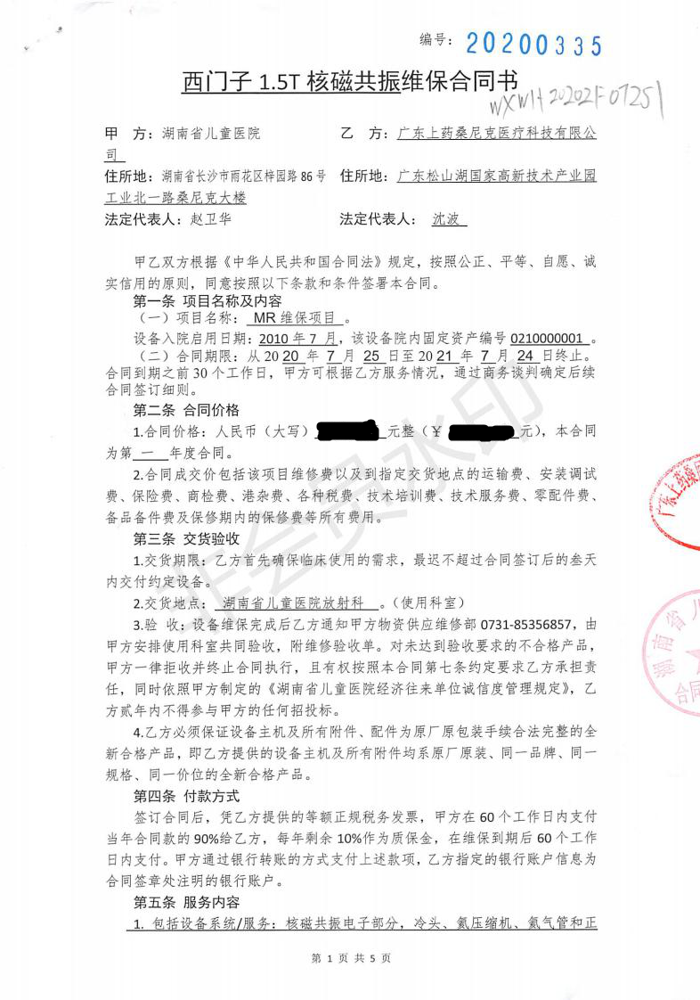 编号: 20200335
西门子 1.5T 核磁共振维保合同书
WXWH20202F07251
甲 方: 湖南省儿童医院 乙 方: 广东上药桑尼克医疗科技有限公
司
住所地: 湖南省长沙市雨花区梓园路 86 号 住所地: 广东松山湖国家高新技术产业园
工业北一路桑尼克大楼
法定代表人: 赵卫华 法定代表人: 沈波
甲乙双方根据《中华人民共和国合同法》规定，按照公正、平等、自愿、诚
实信用的原则，同意按照以下条款和条件签署本合同。
第一条 项目名称及内容
（一）项目名称: MR 维保项目 。
设备入院启用日期: 2010 年 7 月，该设备院内固定资产编号 0210000001 。
（二）合同期限: 从 2020 年 7 月 25 日至 2021 年 7 月 24 日终止。
合同到期之前 30 个工作日，甲方可根据乙方服务情况，通过商务谈判确定后续
合同签订细则。
第二条 合同价格
1.合同价格: 人民币（大写） 元整（￥ 元），本合同
为第 一 年度合同。
2.合同成交价包括该项目维修费以及到指定交货地点的运输费、安装调试
费、保险费、商检费、港杂费、各种税费、技术培训费、技术服务费、零配件费、
备品备件费及保修期内的保修费等所有费用。
第三条 交货验收
1.交货期限: 乙方首先确保临床使用的需求，最迟不超过合同签订后的叁天
内交付约定设备。
2.交货地点: 湖南省儿童医院放射科 。（使用科室）
3.验 收: 设备维保完成后乙方通知甲方物资供应维修部 0731-85356857，由
甲方安排使用科室共同验收，附维修验收单。对未达到验收要求的不合格产品，
甲方一律拒收并终止合同执行，且有权按照本合同第七条约定要求乙方承担责
任，同时依照甲方制定的《湖南省儿童医院经济往来单位诚信度管理规定》，乙
方贰年内不得参与甲方的任何招投标。
4.乙方必须保证设备主机及所有附件、配件为原厂原包装手续合法完整的全
新合格产品，即乙方提供的设备主机及所有附件均系原厂原装、同一品牌、同一
规格、同一价位的全新合格产品。
第四条 付款方式
签订合同后，凭乙方提供的等额正规税务发票，甲方在 60 个工作日内支付
当年合同款的 90%给乙方，每年剩余 10%作为质保金，在维保到期后 60 个工作
日内支付。甲方通过银行转账的方式支付上述款项，乙方指定的银行账户信息为
合同签章处注明的银行账户。
第五条 服务内容
1. 包括设备系统/服务: 核磁共振电子部分，冷头、氦压缩机、氦气管和正
第 1 页 共 5 页
非会员水印
广东上药桑
湖南省儿
合同